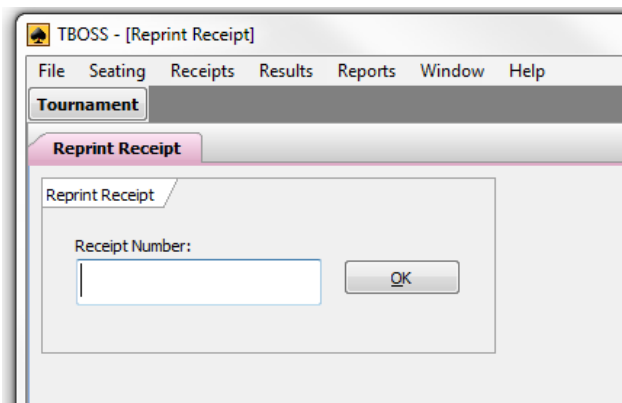 TBOSS - [Reprint Receipt]
File Seating Receipts Results Reports Window Help
Tournament
Reprint Receipt
Reprint Receipt
Receipt Number:
OK